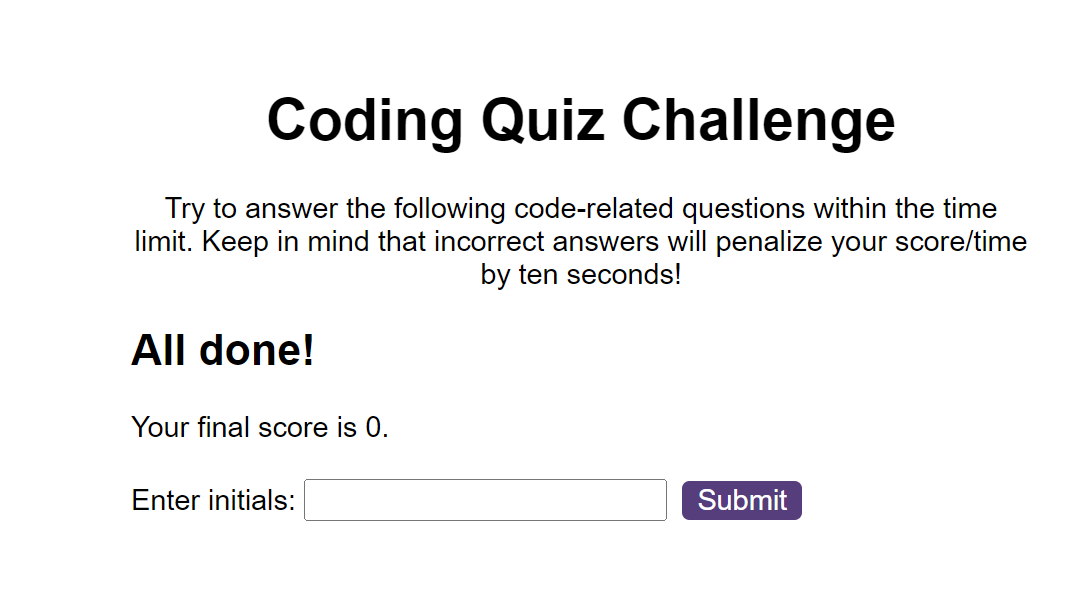 Coding Quiz Challenge
Try to answer the following code-related questions within the time
limit. Keep in mind that incorrect answers will penalize your score/time
by ten seconds!
All done!
Your final score is 0.
Enter initials: Submit